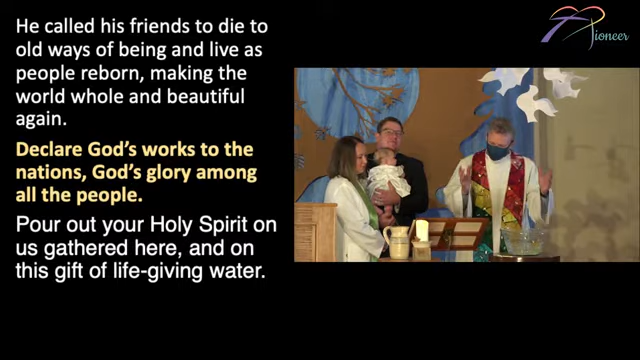 He called his friends to die to
old ways of being and live as
people reborn, making the
world whole and beautiful
again.
Declare God's works to the
nations, God's glory among
all the people.
Pour out your Holy Spirit on
us gathered here, and on
this gift of life-giving water.
Pioneer